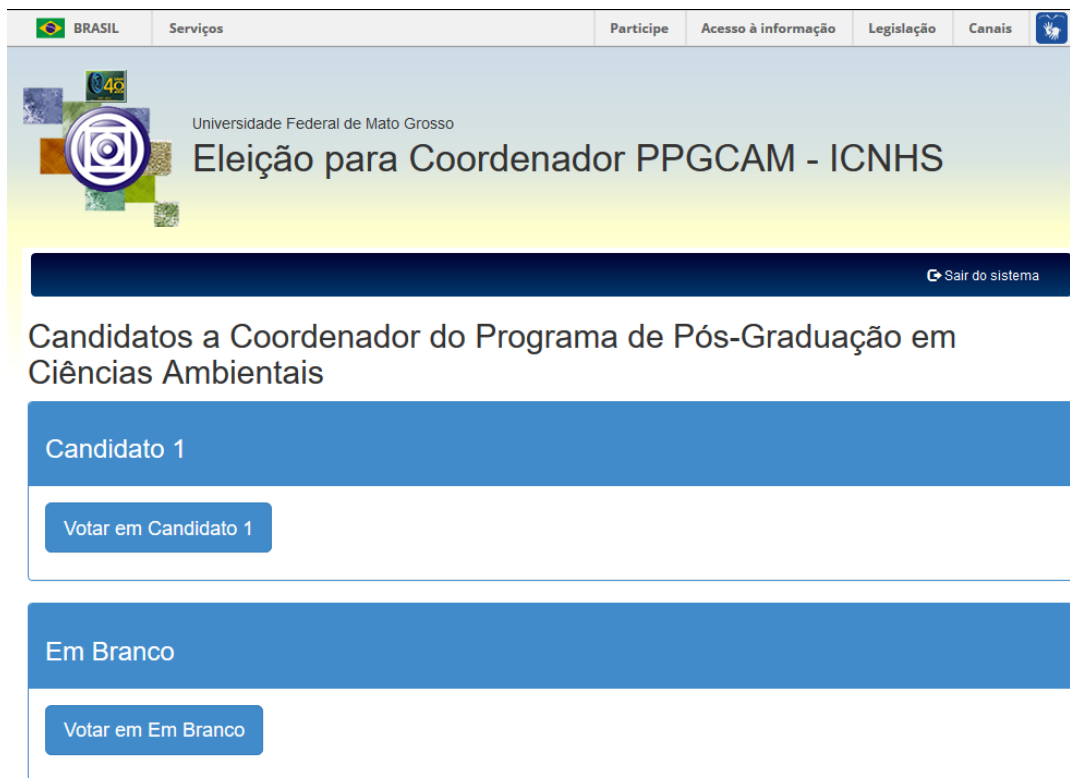 BRASIL Serviços Participe Acesso à informação Legislação Canais
40
Universidade Federal de Mato Grosso
Eleição para Coordenador PPGCAM - ICNHS
Sair do sistema
Candidatos a Coordenador do Programa de Pós-Graduação em
Ciências Ambientais
Candidato 1
Votar em Candidato 1
Em Branco
Votar em Em Branco